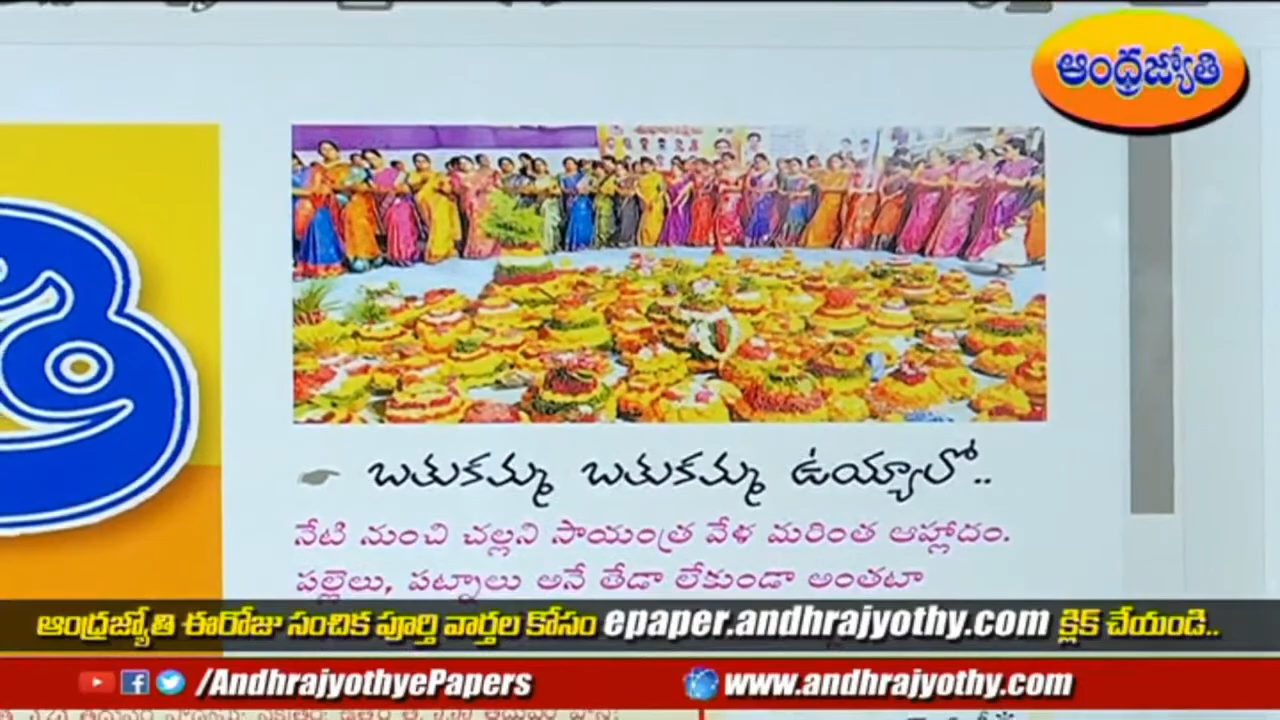 ఆంధ్రజ్యోతి
బతుకమ్మ బతుకమ్మ ఉయ్యాలో..
నేటి నుంచి చల్లని సాయంత్ర వేళ మరింత ఆహ్లాదం.
పల్లెలు, పట్నాలు అనే తేడా లేకుండా అంతటా
ఆంధ్రజ్యోతి ఈరోజు సంచిక పూర్తి వార్తల కోసం epaper.andhrajyothy.com క్లిక్ చేయండి..
/AndhrajyothyePapers
www.andhrajyothy.com